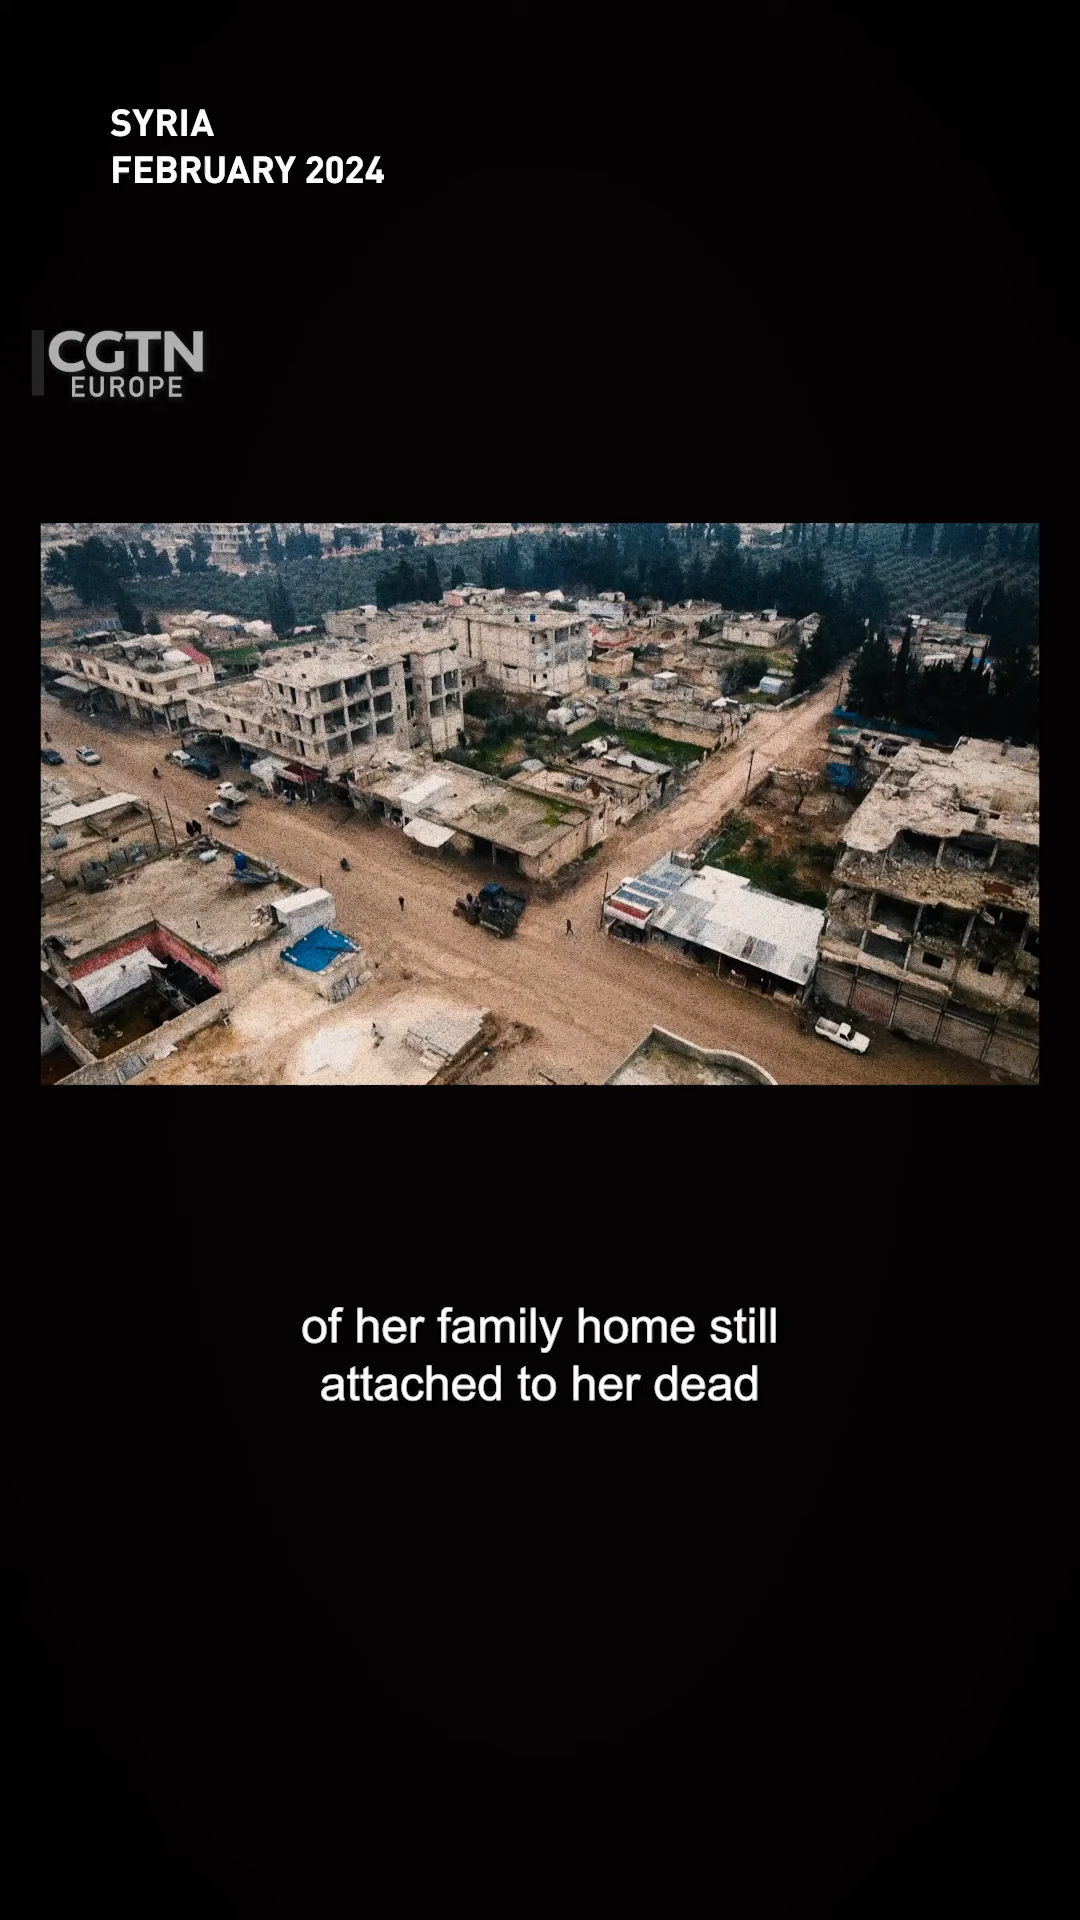 SYRIA
FEBRUARY 2024
CGTN
EUROPE
of her family home still
attached to her dead